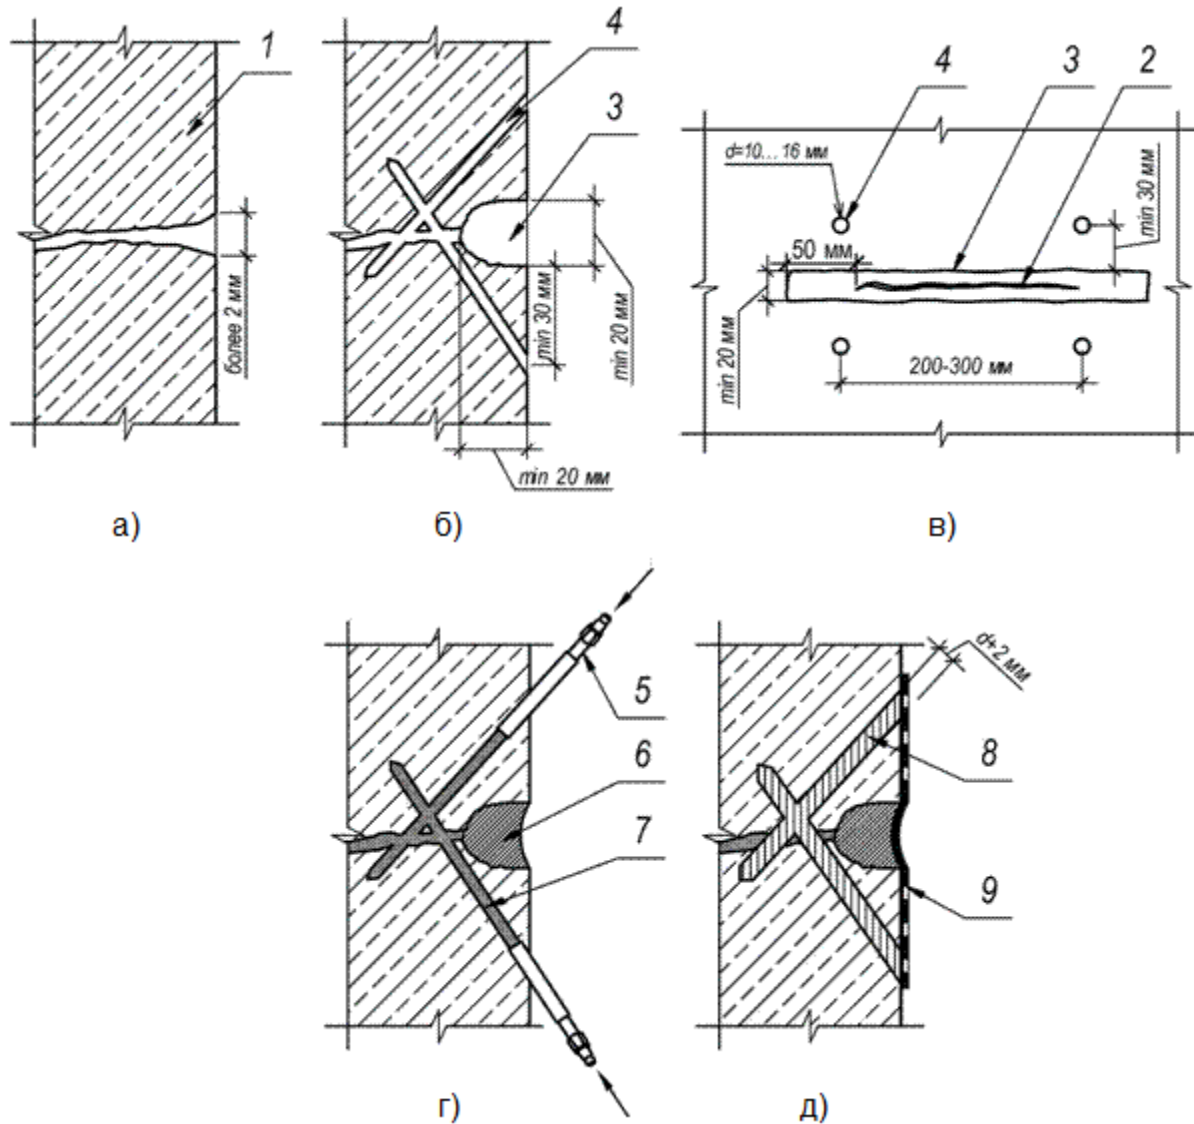 1
более 2 мм
а)
4
3
min 30 мм
min 20 мм
min 20 мм
б)
4
3
2
d=10... 16 мм
min 30 мм
50 мм
min 20 мм
200-300 мм
в)
5
6
7
г)
d+2 мм
8
9
д)